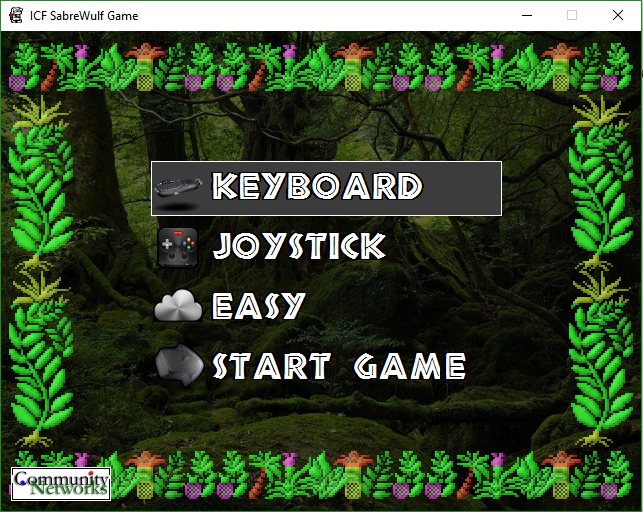 ICF SabreWulf Game
KEYBOARD
JOYSTICK
EASY
START GAME
Community
Networks